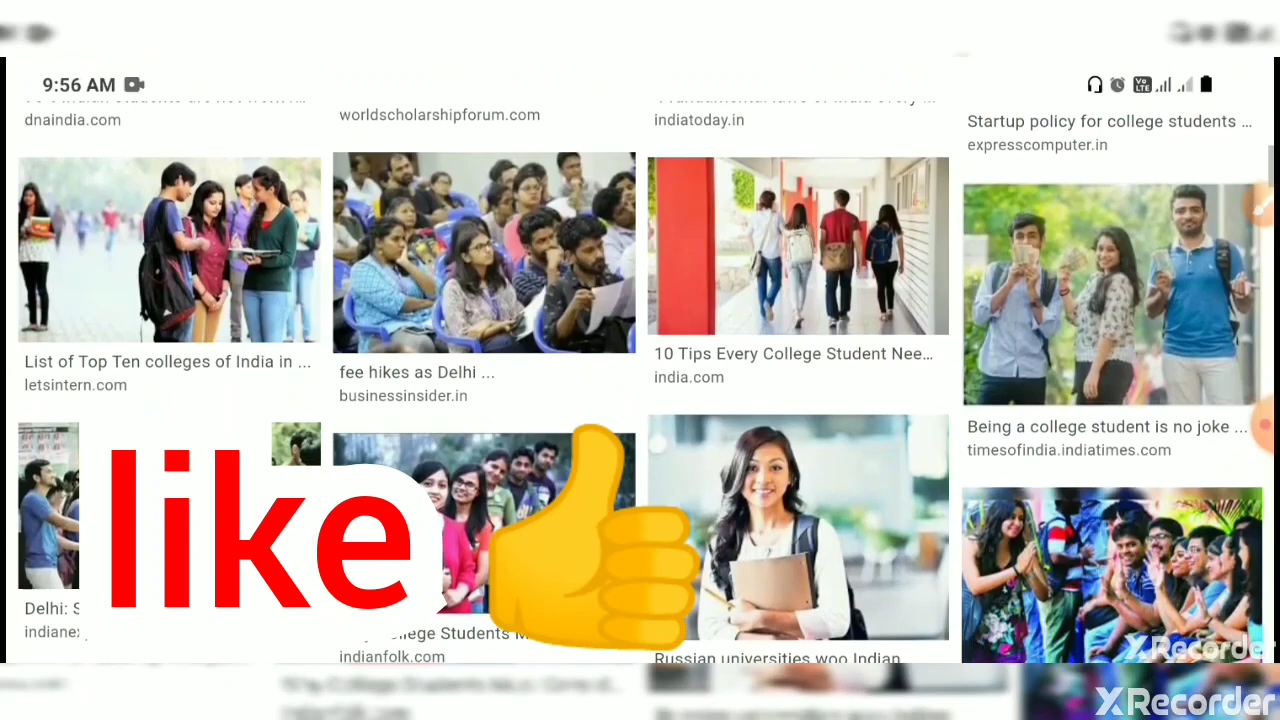 9:56 AM
Vo LTE
dnaindia.com
worldscholarshipforum.com
indiatoday.in
Startup policy for college students ...
expresscomputer.in
List of Top Ten colleges of India in ...
letsintern.com
fee hikes as Delhi ...
businessinsider.in
10 Tips Every College Student Nee...
india.com
Being a college student is no joke ...
timesofindia.indiatimes.com
like
Delhi: S
indianex
College Students M
indianfolk.com
Russian universities woo Indian
XRecorder
XRecorder